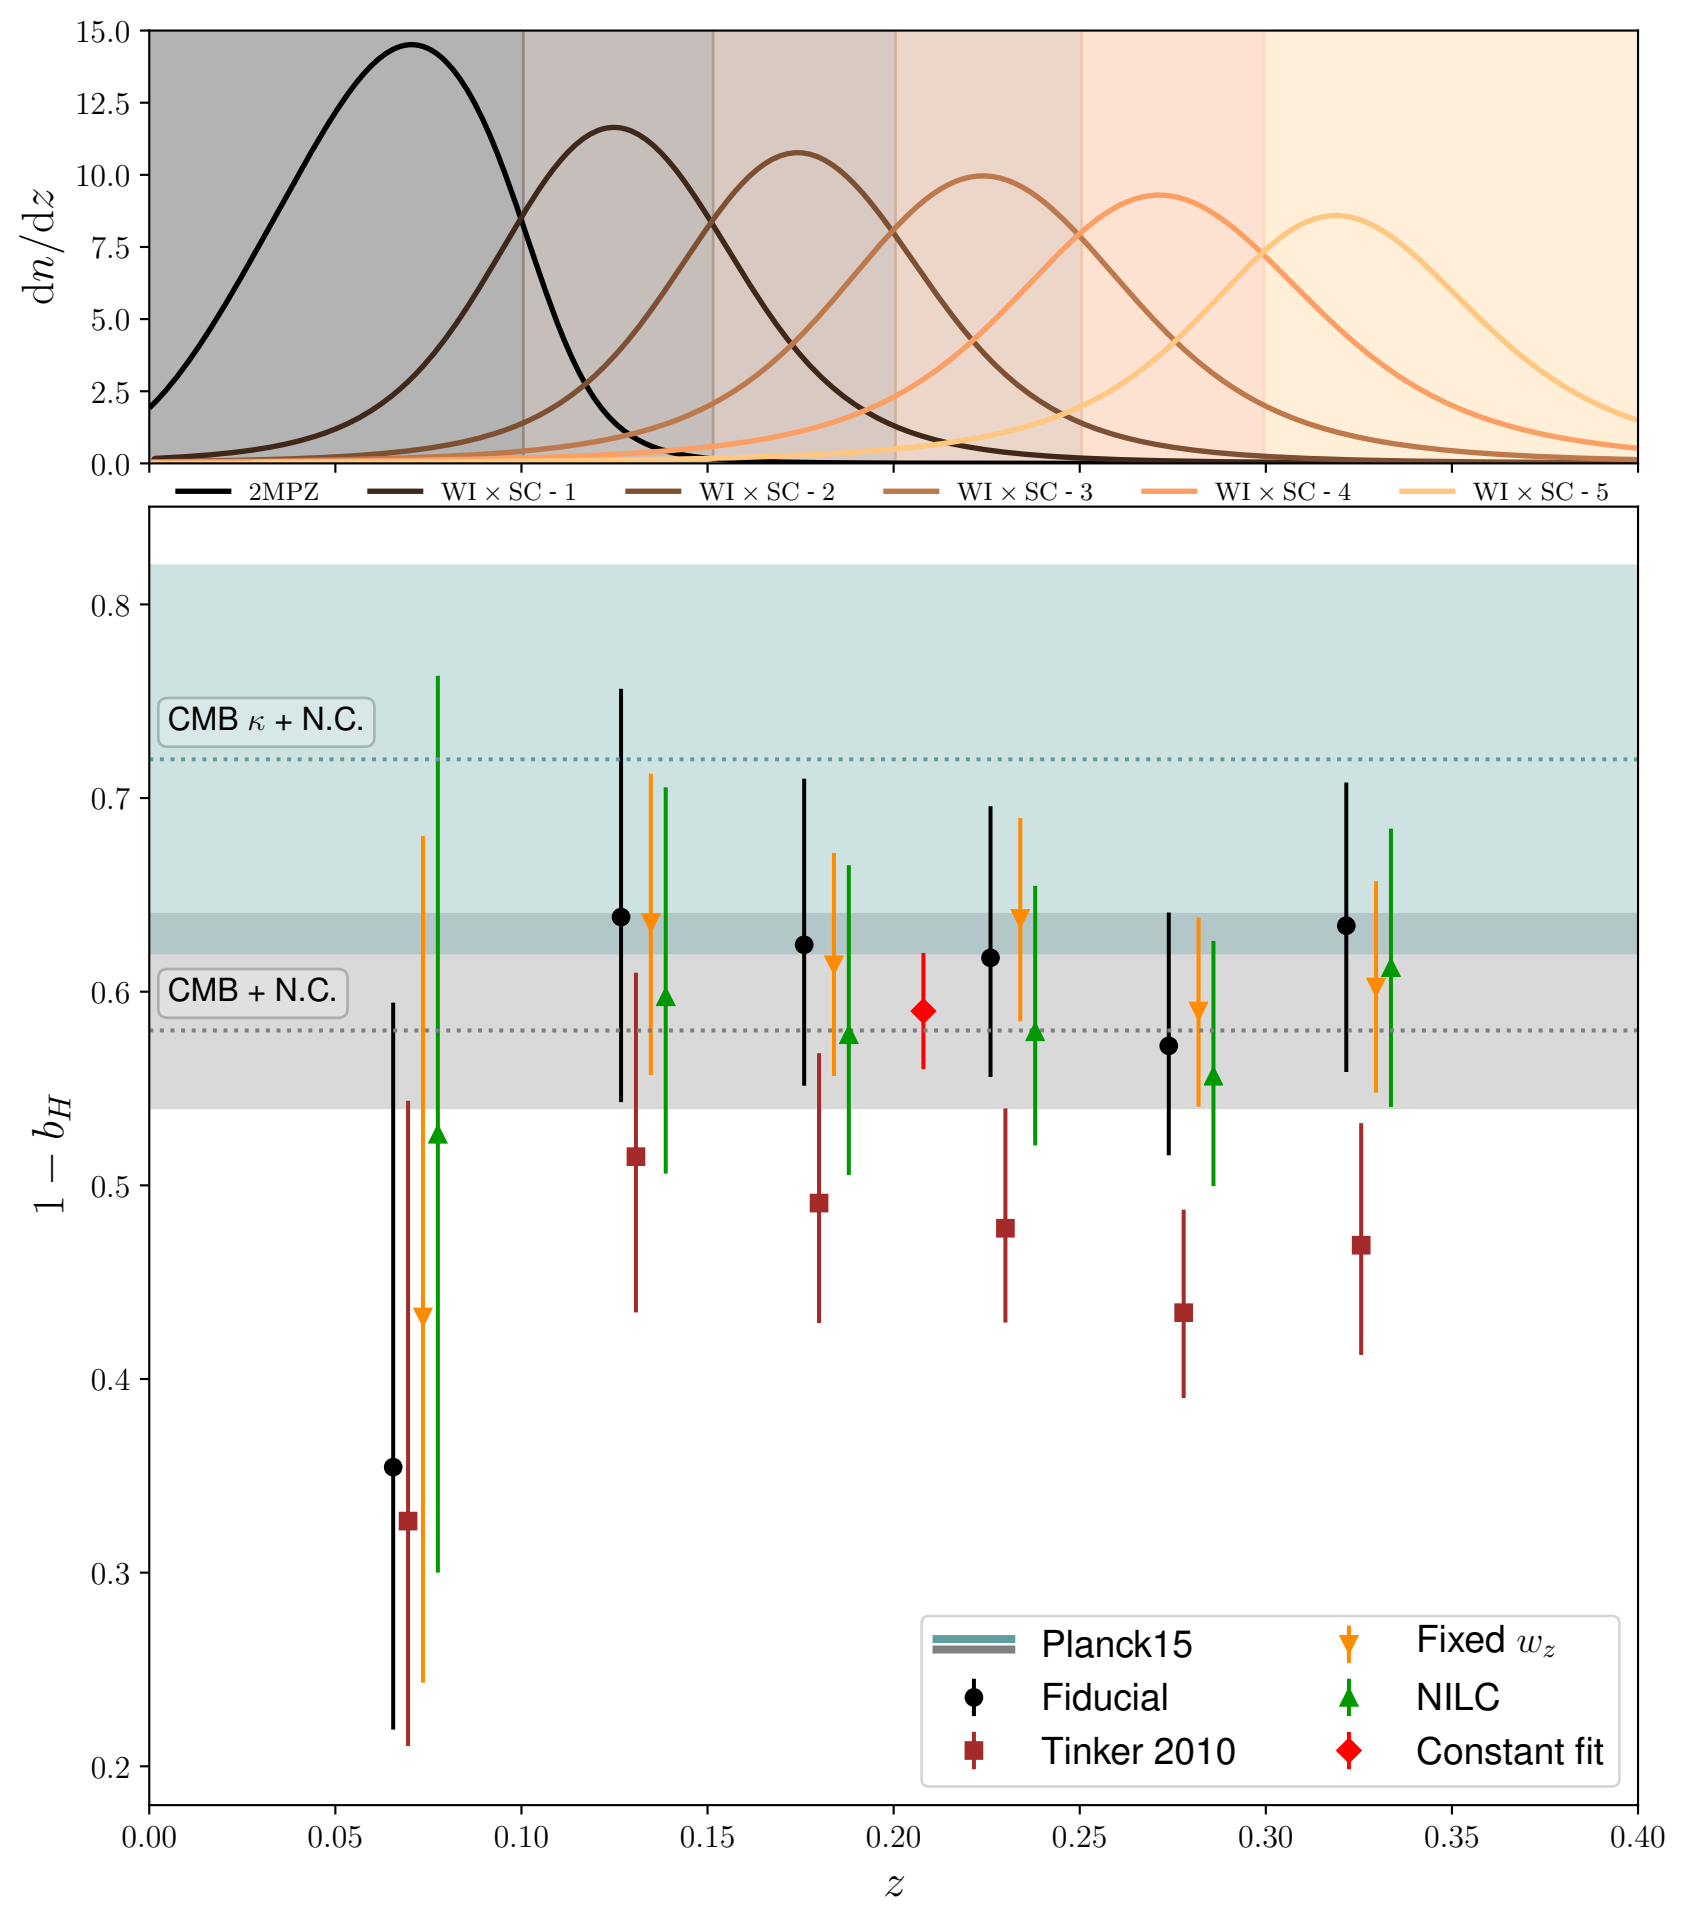 15.0
12.5
10.0
7.5
5.0
2.5
0.0
dn/dz
2MPZ WI × SC - 1 WI × SC - 2 WI × SC - 3 WI × SC - 4 WI × SC - 5
0.8
0.7
0.6
0.5
0.4
0.3
0.2
1 − b_H
CMB κ + N.C.
CMB + N.C.
Planck15 Fixed w_z
Fiducial NILC
Tinker 2010 Constant fit
0.00 0.05 0.10 0.15 0.20 0.25 0.30 0.35 0.40
z